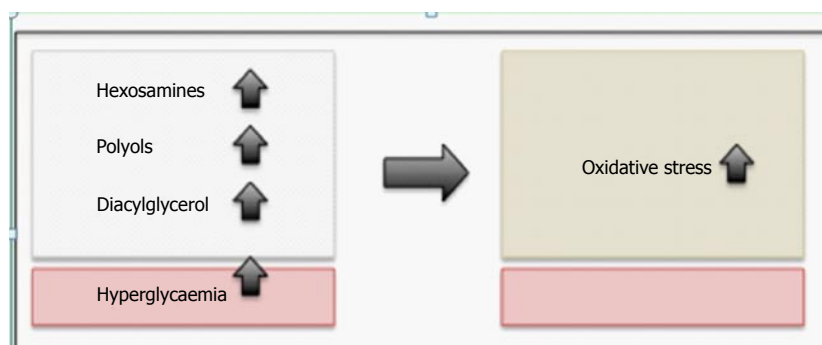 Hexosamines
Polyols
Diacylglycerol
Hyperglycaemia
Oxidative stress